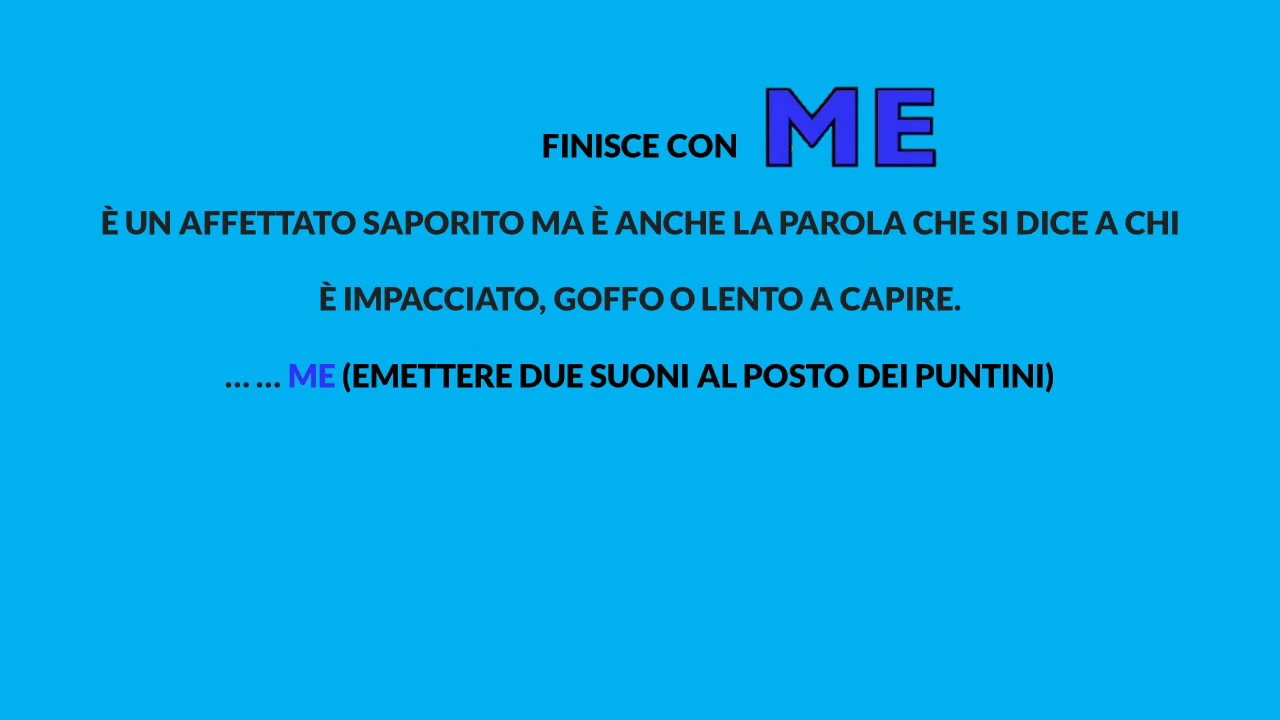 FINISCE CON ME
È UN AFFETTATO SAPORITO MA È ANCHE LA PAROLA CHE SI DICE A CHI
È IMPACCIATO, GOFFO O LENTO A CAPIRE.
... ... ME (EMETTERE DUE SUONI AL POSTO DEI PUNTINI)